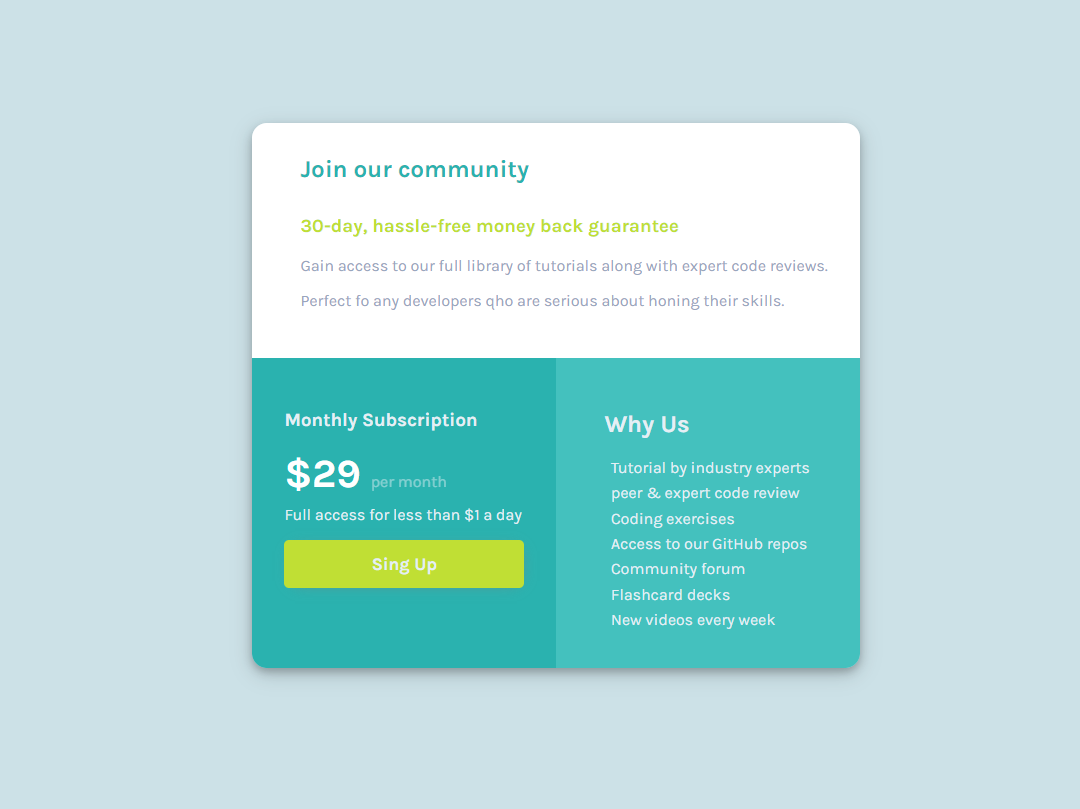 Join our community
30-day, hassle-free money back guarantee
Gain access to our full library of tutorials along with expert code reviews.
Perfect fo any developers qho are serious about honing their skills.
Monthly Subscription
$29 per month
Full access for less than $1 a day
Sing Up
Why Us
Tutorial by industry experts
peer & expert code review
Coding exercises
Access to our GitHub repos
Community forum
Flashcard decks
New videos every week